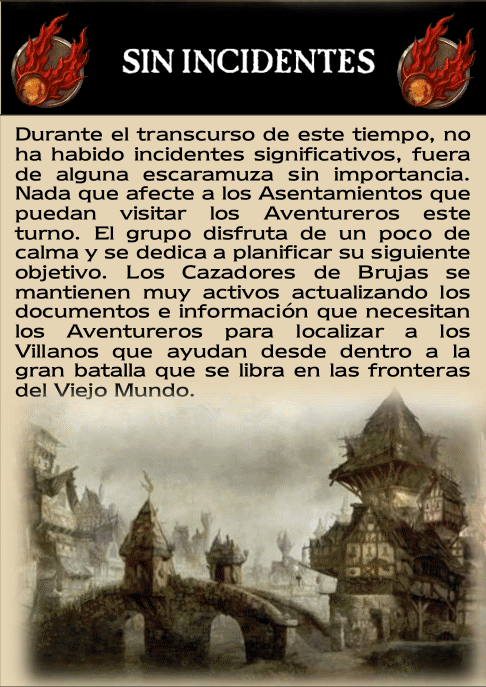 SIN INCIDENTES
Durante el transcurso de este tiempo, no
ha habido incidentes significativos, fuera
de alguna escaramuza sin importancia.
Nada que afecte a los Asentamientos que
puedan visitar los Aventureros este
turno. El grupo disfruta de un poco de
calma y se dedica a planificar su siguiente
objetivo. Los Cazadores de Brujas se
mantienen muy activos actualizando los
documentos e información que necesitan
los Aventureros para localizar a los
Villanos que ayudan desde dentro a la
gran batalla que se libra en las fronteras
del Viejo Mundo.